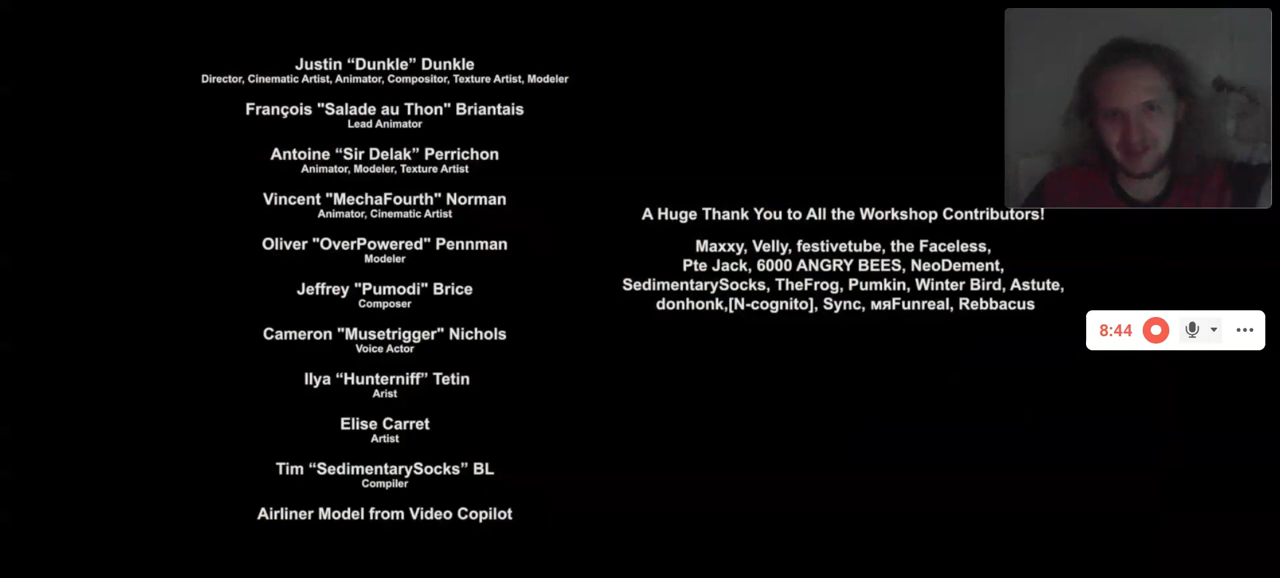 Justin “Dunkle” Dunkle
Director, Cinematic Artist, Animator, Compositor, Texture Artist, Modeler
François "Salade au Thon" Briantais
Lead Animator
Antoine “Sir Delak” Perrichon
Animator, Modeler, Texture Artist
Vincent "MechaFourth" Norman
Animator, Cinematic Artist
Oliver "OverPowered" Pennman
Modeler
Jeffrey "Pumodi" Brice
Composer
Cameron "Musetrigger" Nichols
Voice Actor
Ilya “Hunterniff” Tetin
Arist
Elise Carret
Artist
Tim “SedimentarySocks” BL
Compiler
Airliner Model from Video Copilot
A Huge Thank You to All the Workshop Contributors!
Maxxy, Velly, festivetube, the Faceless,
Pte Jack, 6000 ANGRY BEES, NeoDement,
SedimentarySocks, TheFrog, Pumkin, Winter Bird, Astute,
donhonk,[N-cognito], Sync, мяFunreal, Rebbacus
8:44